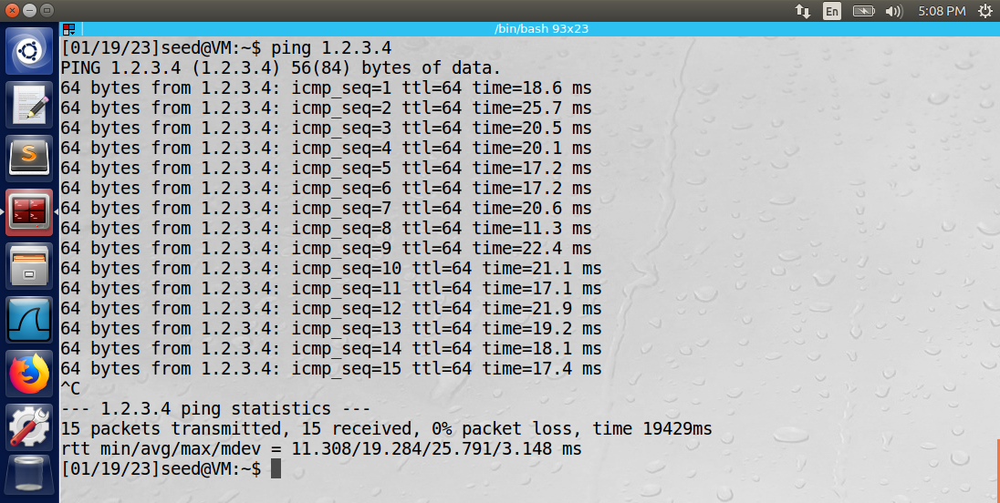 En 5:08 PM
/bin/bash 93x23
[01/19/23]seed@VM:~$ ping 1.2.3.4
PING 1.2.3.4 (1.2.3.4) 56(84) bytes of data.
64 bytes from 1.2.3.4: icmp_seq=1 ttl=64 time=18.6 ms
64 bytes from 1.2.3.4: icmp_seq=2 ttl=64 time=25.7 ms
64 bytes from 1.2.3.4: icmp_seq=3 ttl=64 time=20.5 ms
64 bytes from 1.2.3.4: icmp_seq=4 ttl=64 time=20.1 ms
64 bytes from 1.2.3.4: icmp_seq=5 ttl=64 time=17.2 ms
64 bytes from 1.2.3.4: icmp_seq=6 ttl=64 time=17.2 ms
64 bytes from 1.2.3.4: icmp_seq=7 ttl=64 time=20.6 ms
64 bytes from 1.2.3.4: icmp_seq=8 ttl=64 time=11.3 ms
64 bytes from 1.2.3.4: icmp_seq=9 ttl=64 time=22.4 ms
64 bytes from 1.2.3.4: icmp_seq=10 ttl=64 time=21.1 ms
64 bytes from 1.2.3.4: icmp_seq=11 ttl=64 time=17.1 ms
64 bytes from 1.2.3.4: icmp_seq=12 ttl=64 time=21.9 ms
64 bytes from 1.2.3.4: icmp_seq=13 ttl=64 time=19.2 ms
64 bytes from 1.2.3.4: icmp_seq=14 ttl=64 time=18.1 ms
64 bytes from 1.2.3.4: icmp_seq=15 ttl=64 time=17.4 ms
^C
--- 1.2.3.4 ping statistics ---
15 packets transmitted, 15 received, 0% packet loss, time 19429ms
rtt min/avg/max/mdev = 11.308/19.284/25.791/3.148 ms
[01/19/23]seed@VM:~$